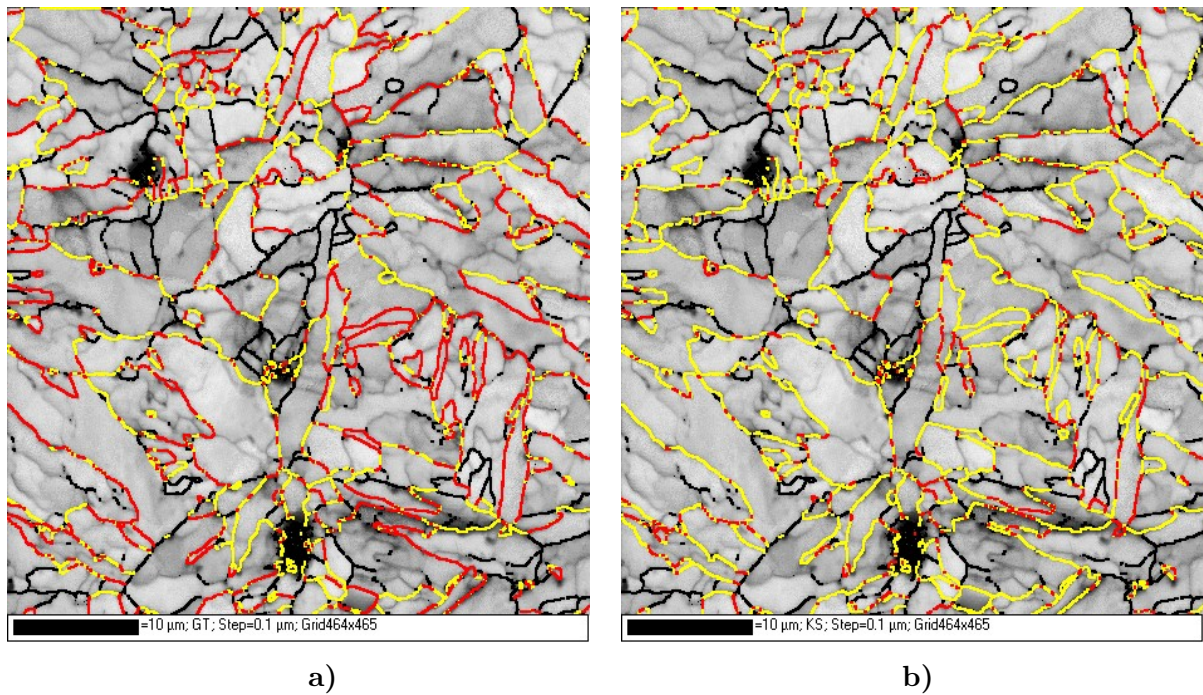 =10 µm; GT; Step=0.1 µm; Grid464x465
=10 µm; KS; Step=0.1 µm; Grid464x465
a)
b)